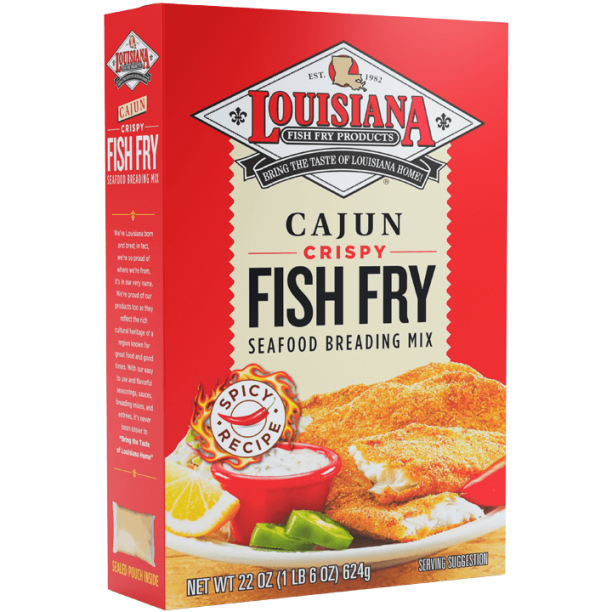 LOUISIANA
CAJUN
CRISPY
FISH FRY
SEAFOOD BREADING MIX
We're Louisiana born
and bred; in fact,
we're so proud of
where we're from,
it's in our very name.
We're proud of our
products too as they
reflect the rich
cultural heritage of a
region known for
great food and good
times. With our easy
to use and flavorful
seasonings, sauces,
breading mixes, and
entrées, it's never
been easier to
"Bring the Taste
of Louisiana Home"
SEALED POUCH INSIDE
EST. 1982
LOUISIANA
FISH FRY PRODUCTS
BRING THE TASTE OF LOUISIANA HOME!
®
CAJUN
CRISPY
FISH FRY
SEAFOOD BREADING MIX
SPICY
RECIPE
NET WT 22 OZ (1 LB 6 OZ) 624g
SERVING SUGGESTION